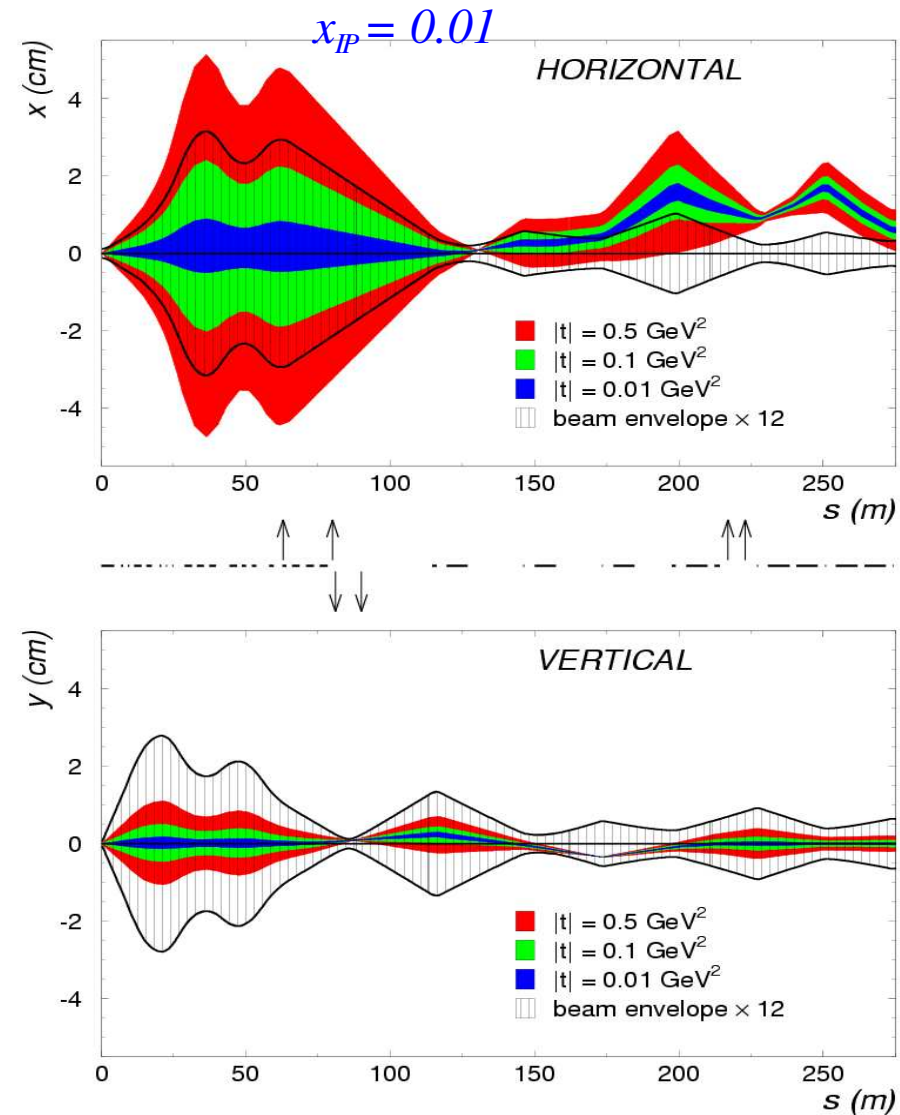 x_IP = 0.01
x (cm)
HORIZONTAL
4
2
0
-2
-4
|t| = 0.5 GeV²
|t| = 0.1 GeV²
|t| = 0.01 GeV²
beam envelope × 12
0 50 100 150 200 250
s (m)
y (cm)
VERTICAL
4
2
0
-2
-4
|t| = 0.5 GeV²
|t| = 0.1 GeV²
|t| = 0.01 GeV²
beam envelope × 12
0 50 100 150 200 250
s (m)